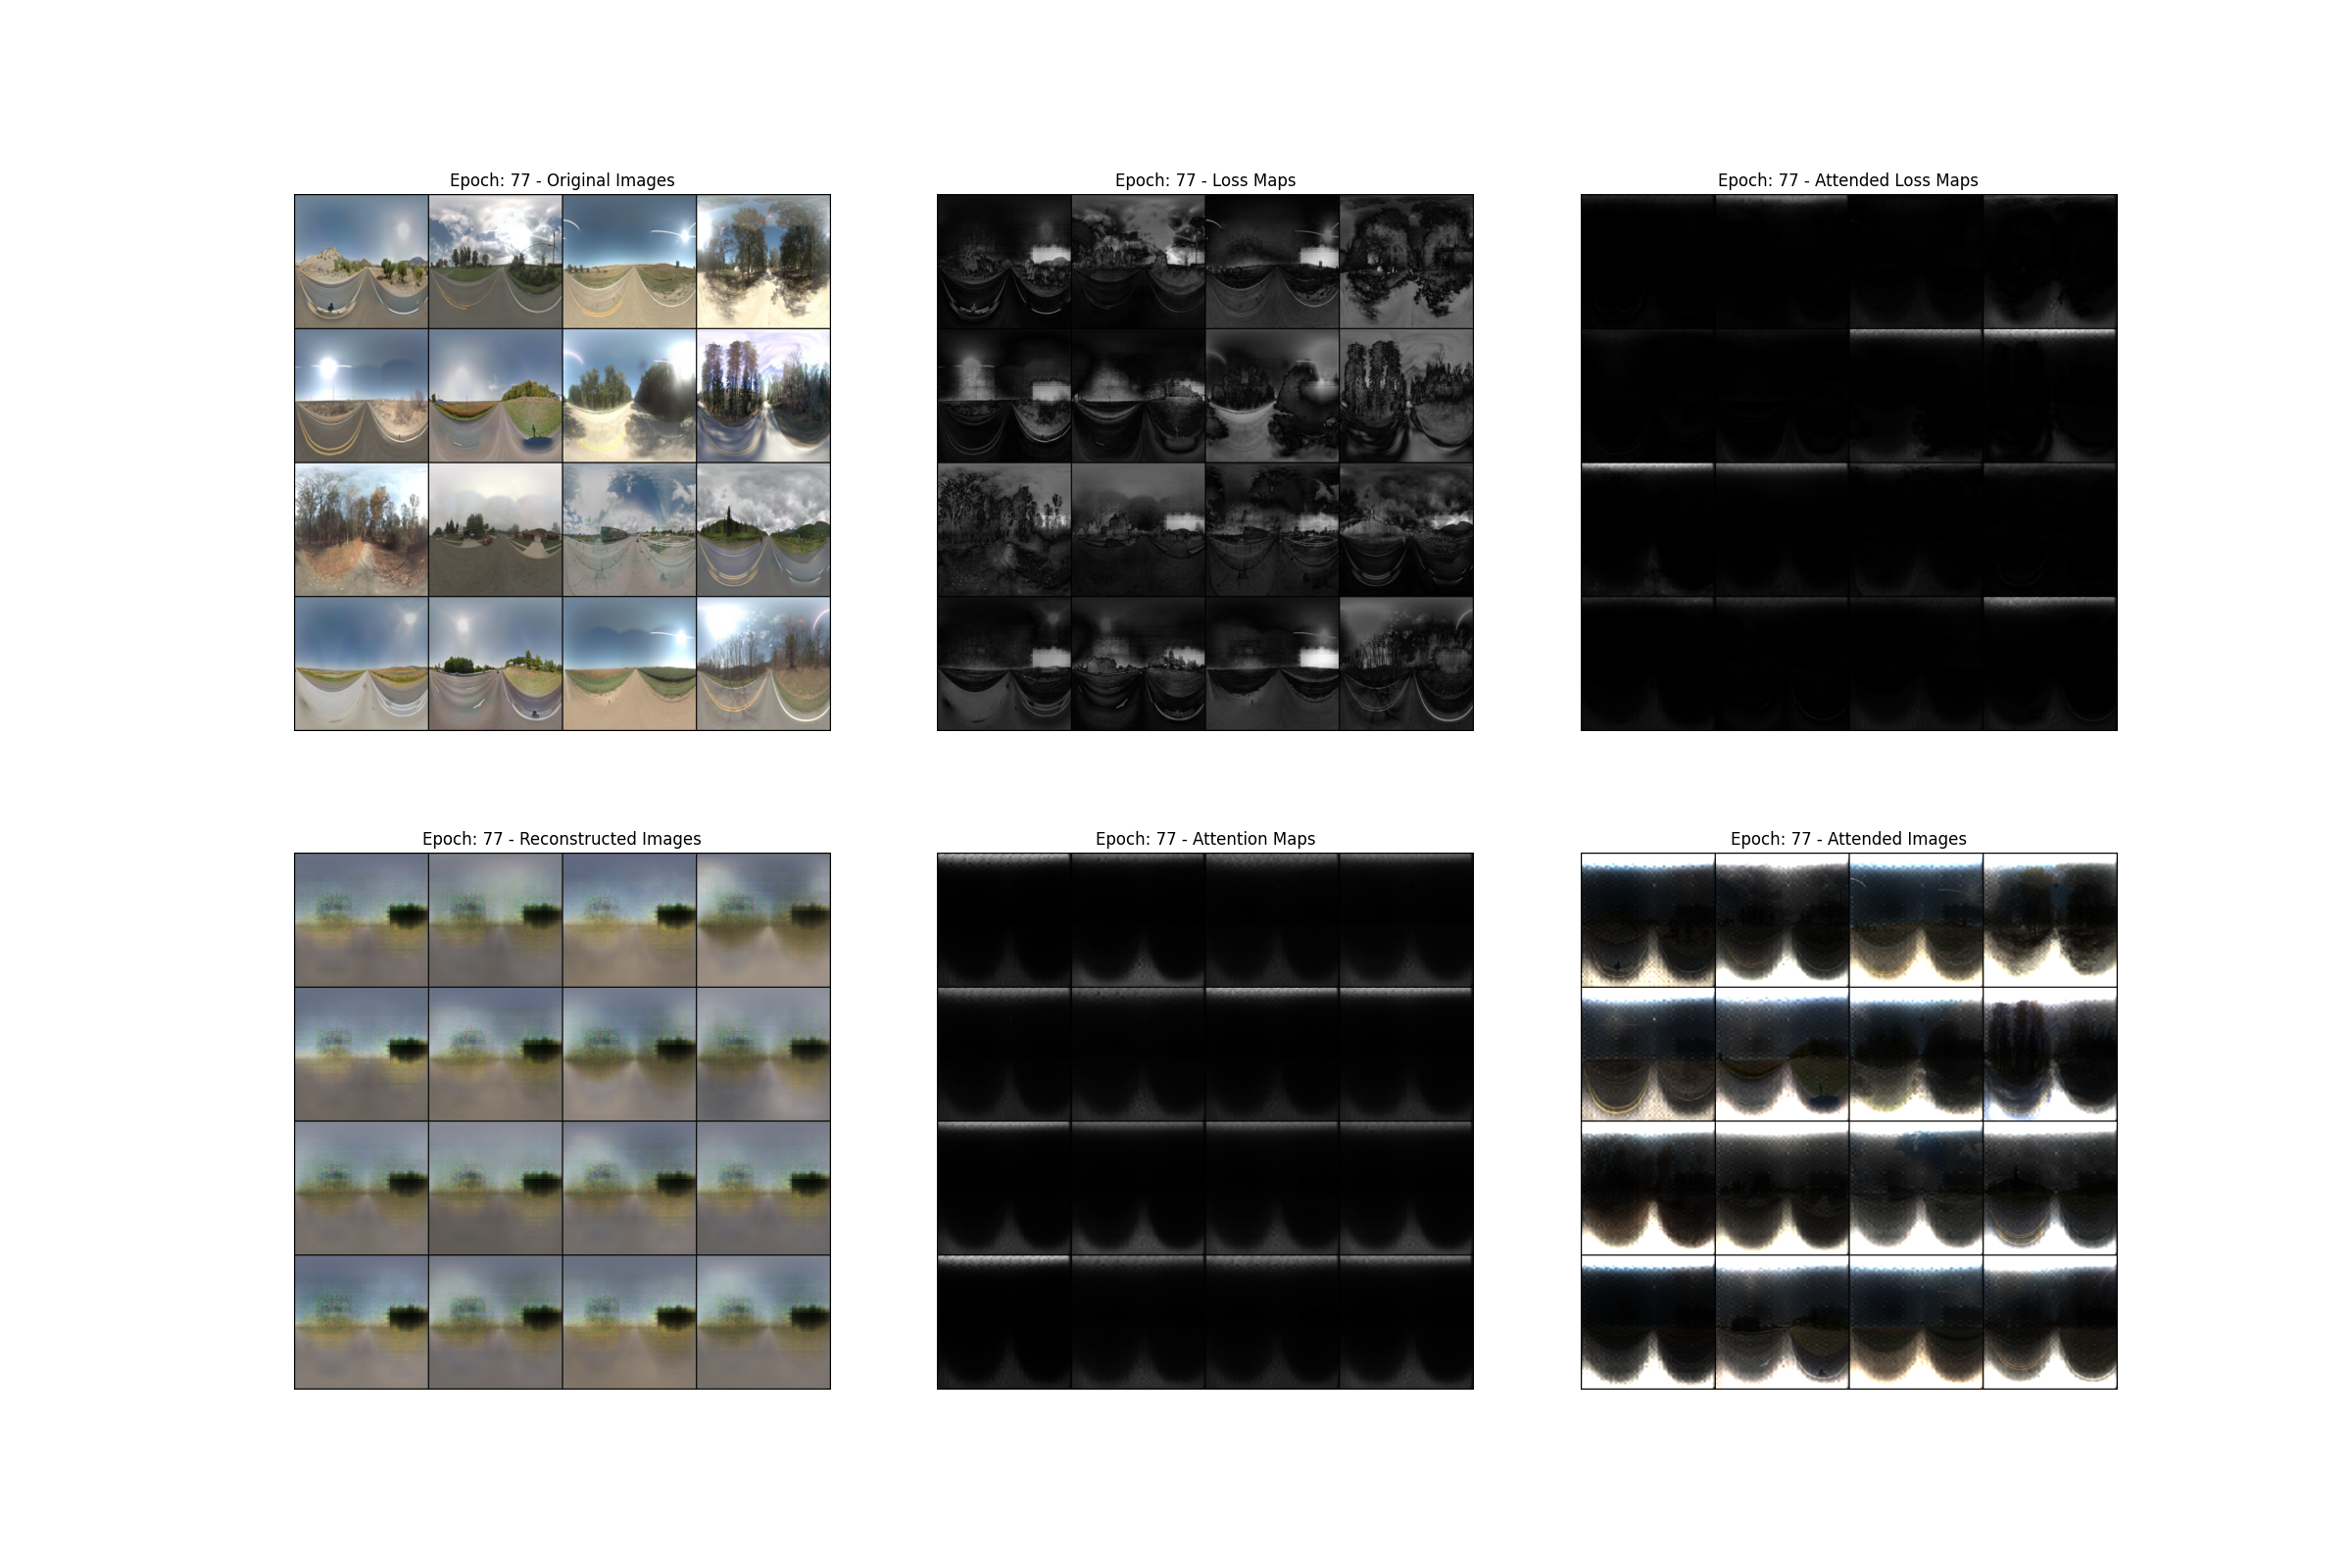 Epoch: 77 - Original Images
Epoch: 77 - Loss Maps
Epoch: 77 - Attended Loss Maps
Epoch: 77 - Reconstructed Images
Epoch: 77 - Attention Maps
Epoch: 77 - Attended Images